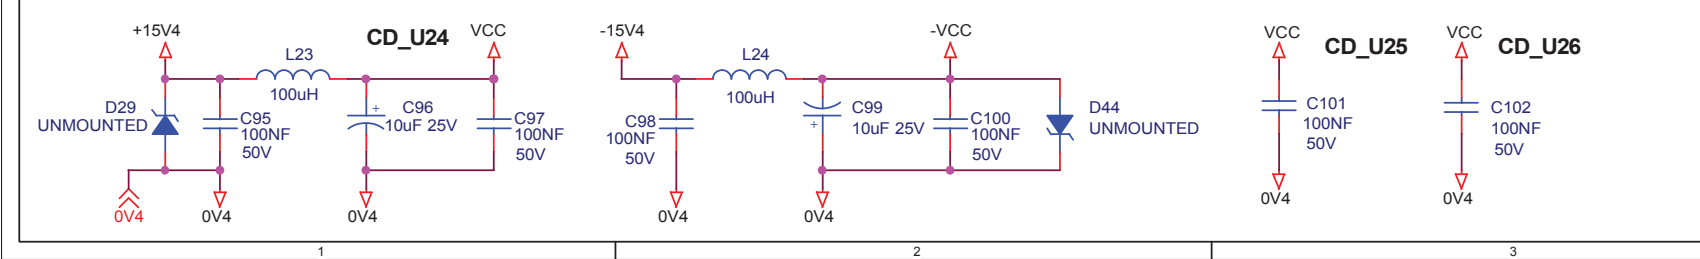 +15V4
CD_U24
VCC
L23
100uH
D29
UNMOUNTED
C95
100NF
50V
+
C96
10uF 25V
C97
100NF
50V
0V4
0V4
0V4
-15V4
-VCC
L24
100uH
C98
100NF
50V
C99
10uF 25V
+
C100
100NF
50V
D44
UNMOUNTED
0V4
0V4
VCC
CD_U25
C101
100NF
50V
0V4
VCC
CD_U26
C102
100NF
50V
0V4
1
2
3